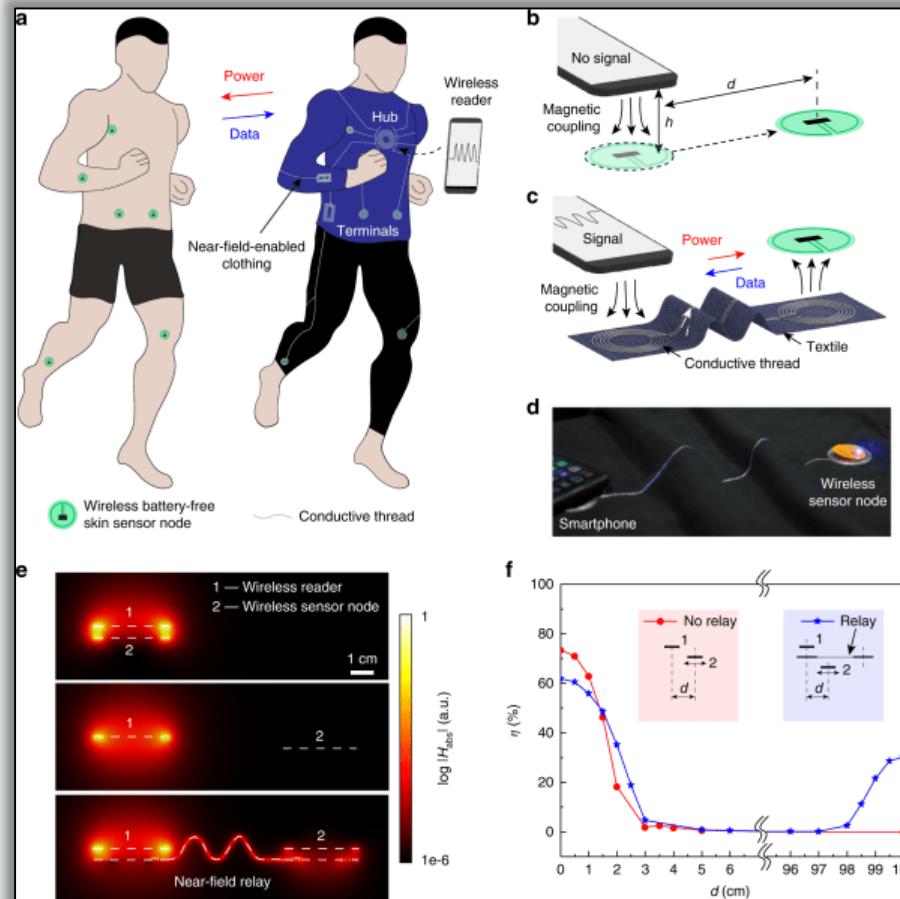 a
Power
Data
Hub
Wireless
reader
Near-field-enabled
clothing
Terminals
Wireless battery-free
skin sensor node
Conductive thread
b
No signal
Magnetic
coupling
h
d
c
Signal
Power
Data
Magnetic
coupling
Textile
Conductive thread
d
Smartphone
Wireless
sensor node
e
1 — Wireless reader
2 — Wireless sensor node
1
2
1 cm
1
2
1
2
Near-field relay
1
log |Habs| (a.u.)
1e-6
f
100
80
60
40
20
0
η (%)
No relay
1
2
d
Relay
1
2
d
0 1 2 3 4 5 6 96 97 98 99
d (cm)